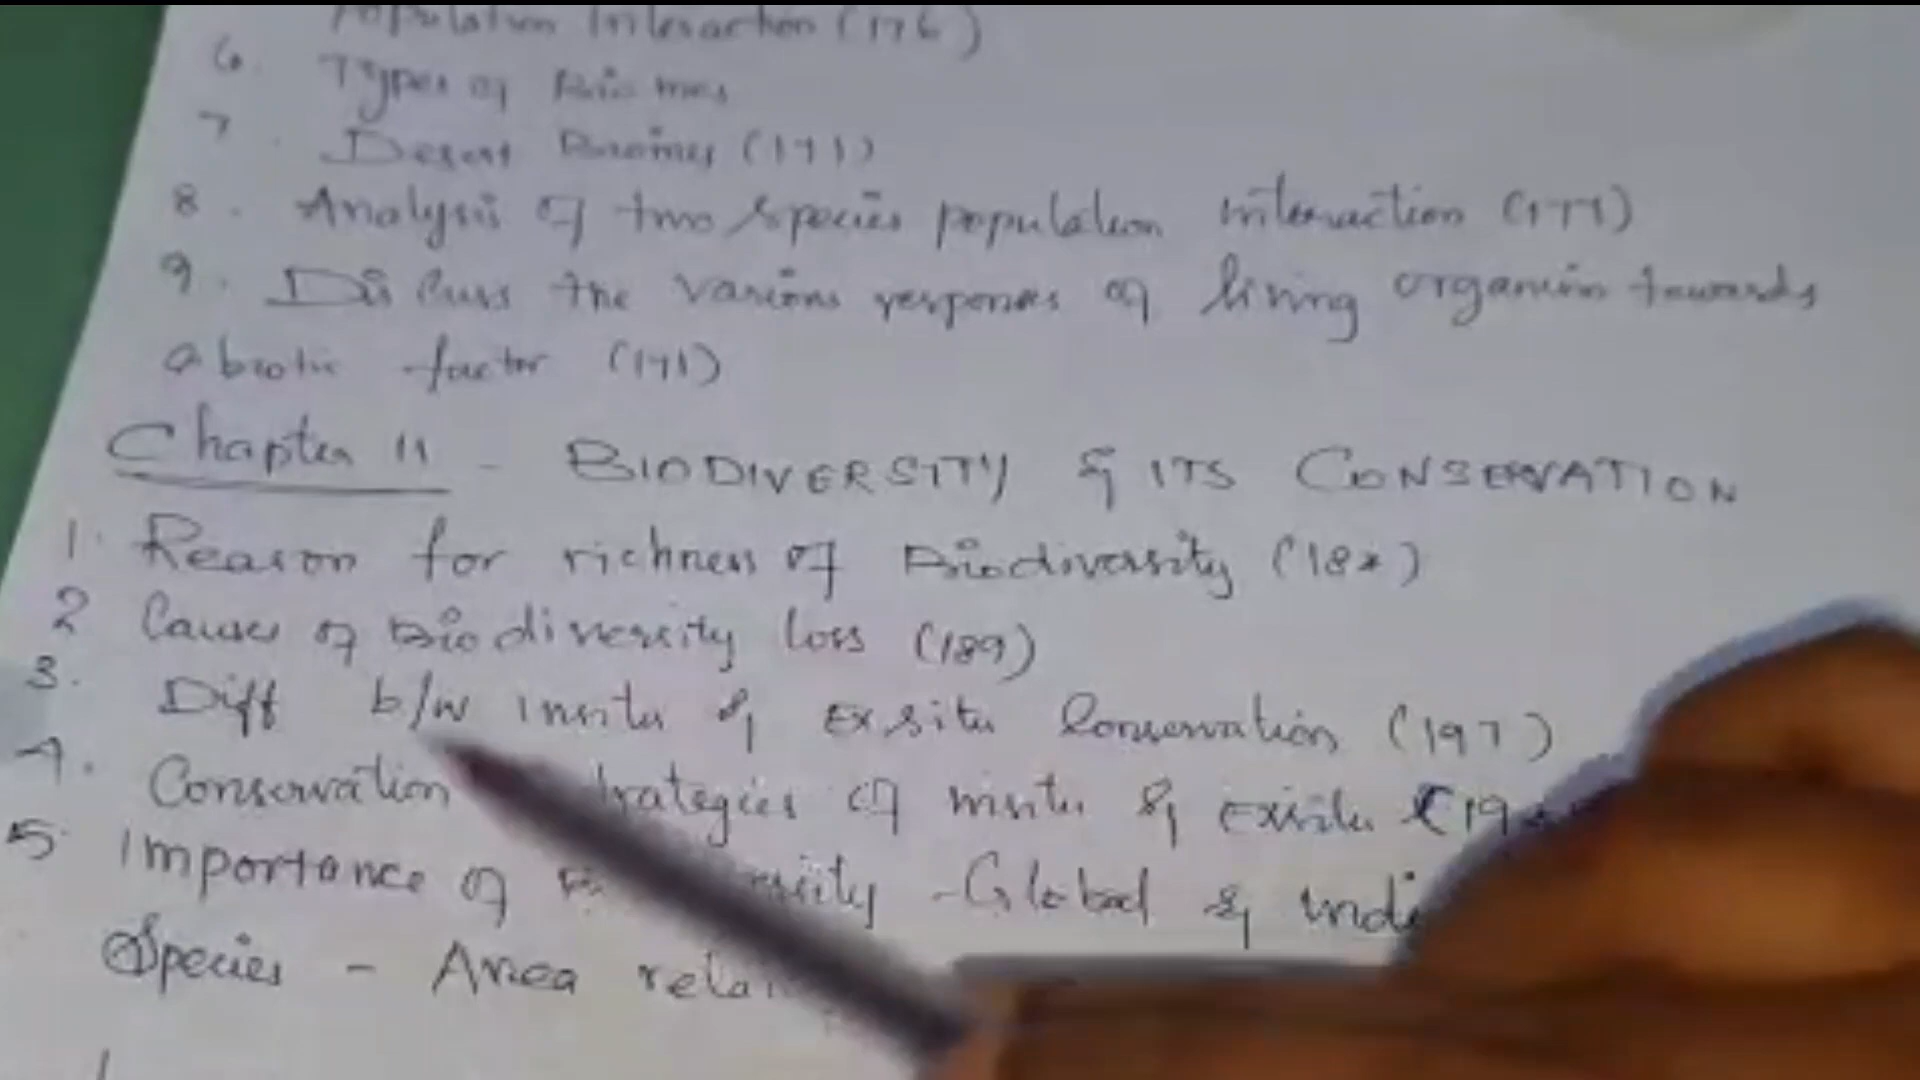 Population Interaction (176)
6. Types of Biomes
7. Desert Biomes (171)
8. Analysis of two species population interaction (177)
9. Discuss the various responses of living organism towards
abiotic factor (171)
Chapter 11 - BIODIVERSITY & ITS CONSERVATION
1. Reason for richness of Biodiversity
2 Causes of Biodiversity loss (189)
3. Diff b/w insitu & Exsitu Conservation (197)
4. Conservation of insitu & exsitu
5. Importance of - Global &
Species - Area